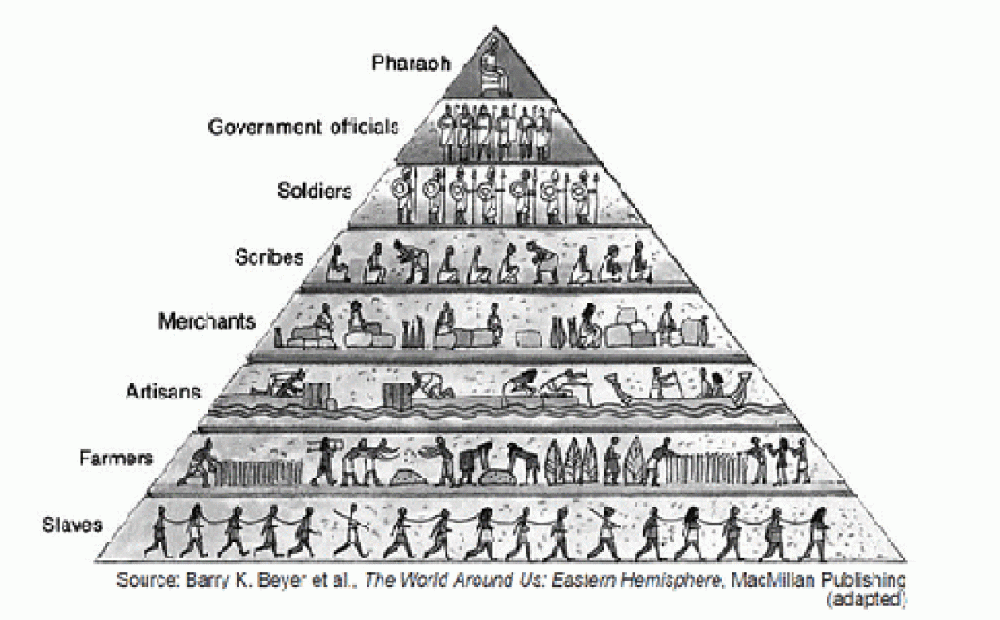 Pharaoh
Government officials
Soldiers
Scribes
Merchants
Artisans
Farmers
Slaves
Source: Barry K. Beyer et al., The World Around Us: Eastern Hemisphere, MacMillan Publishing
(adapted)